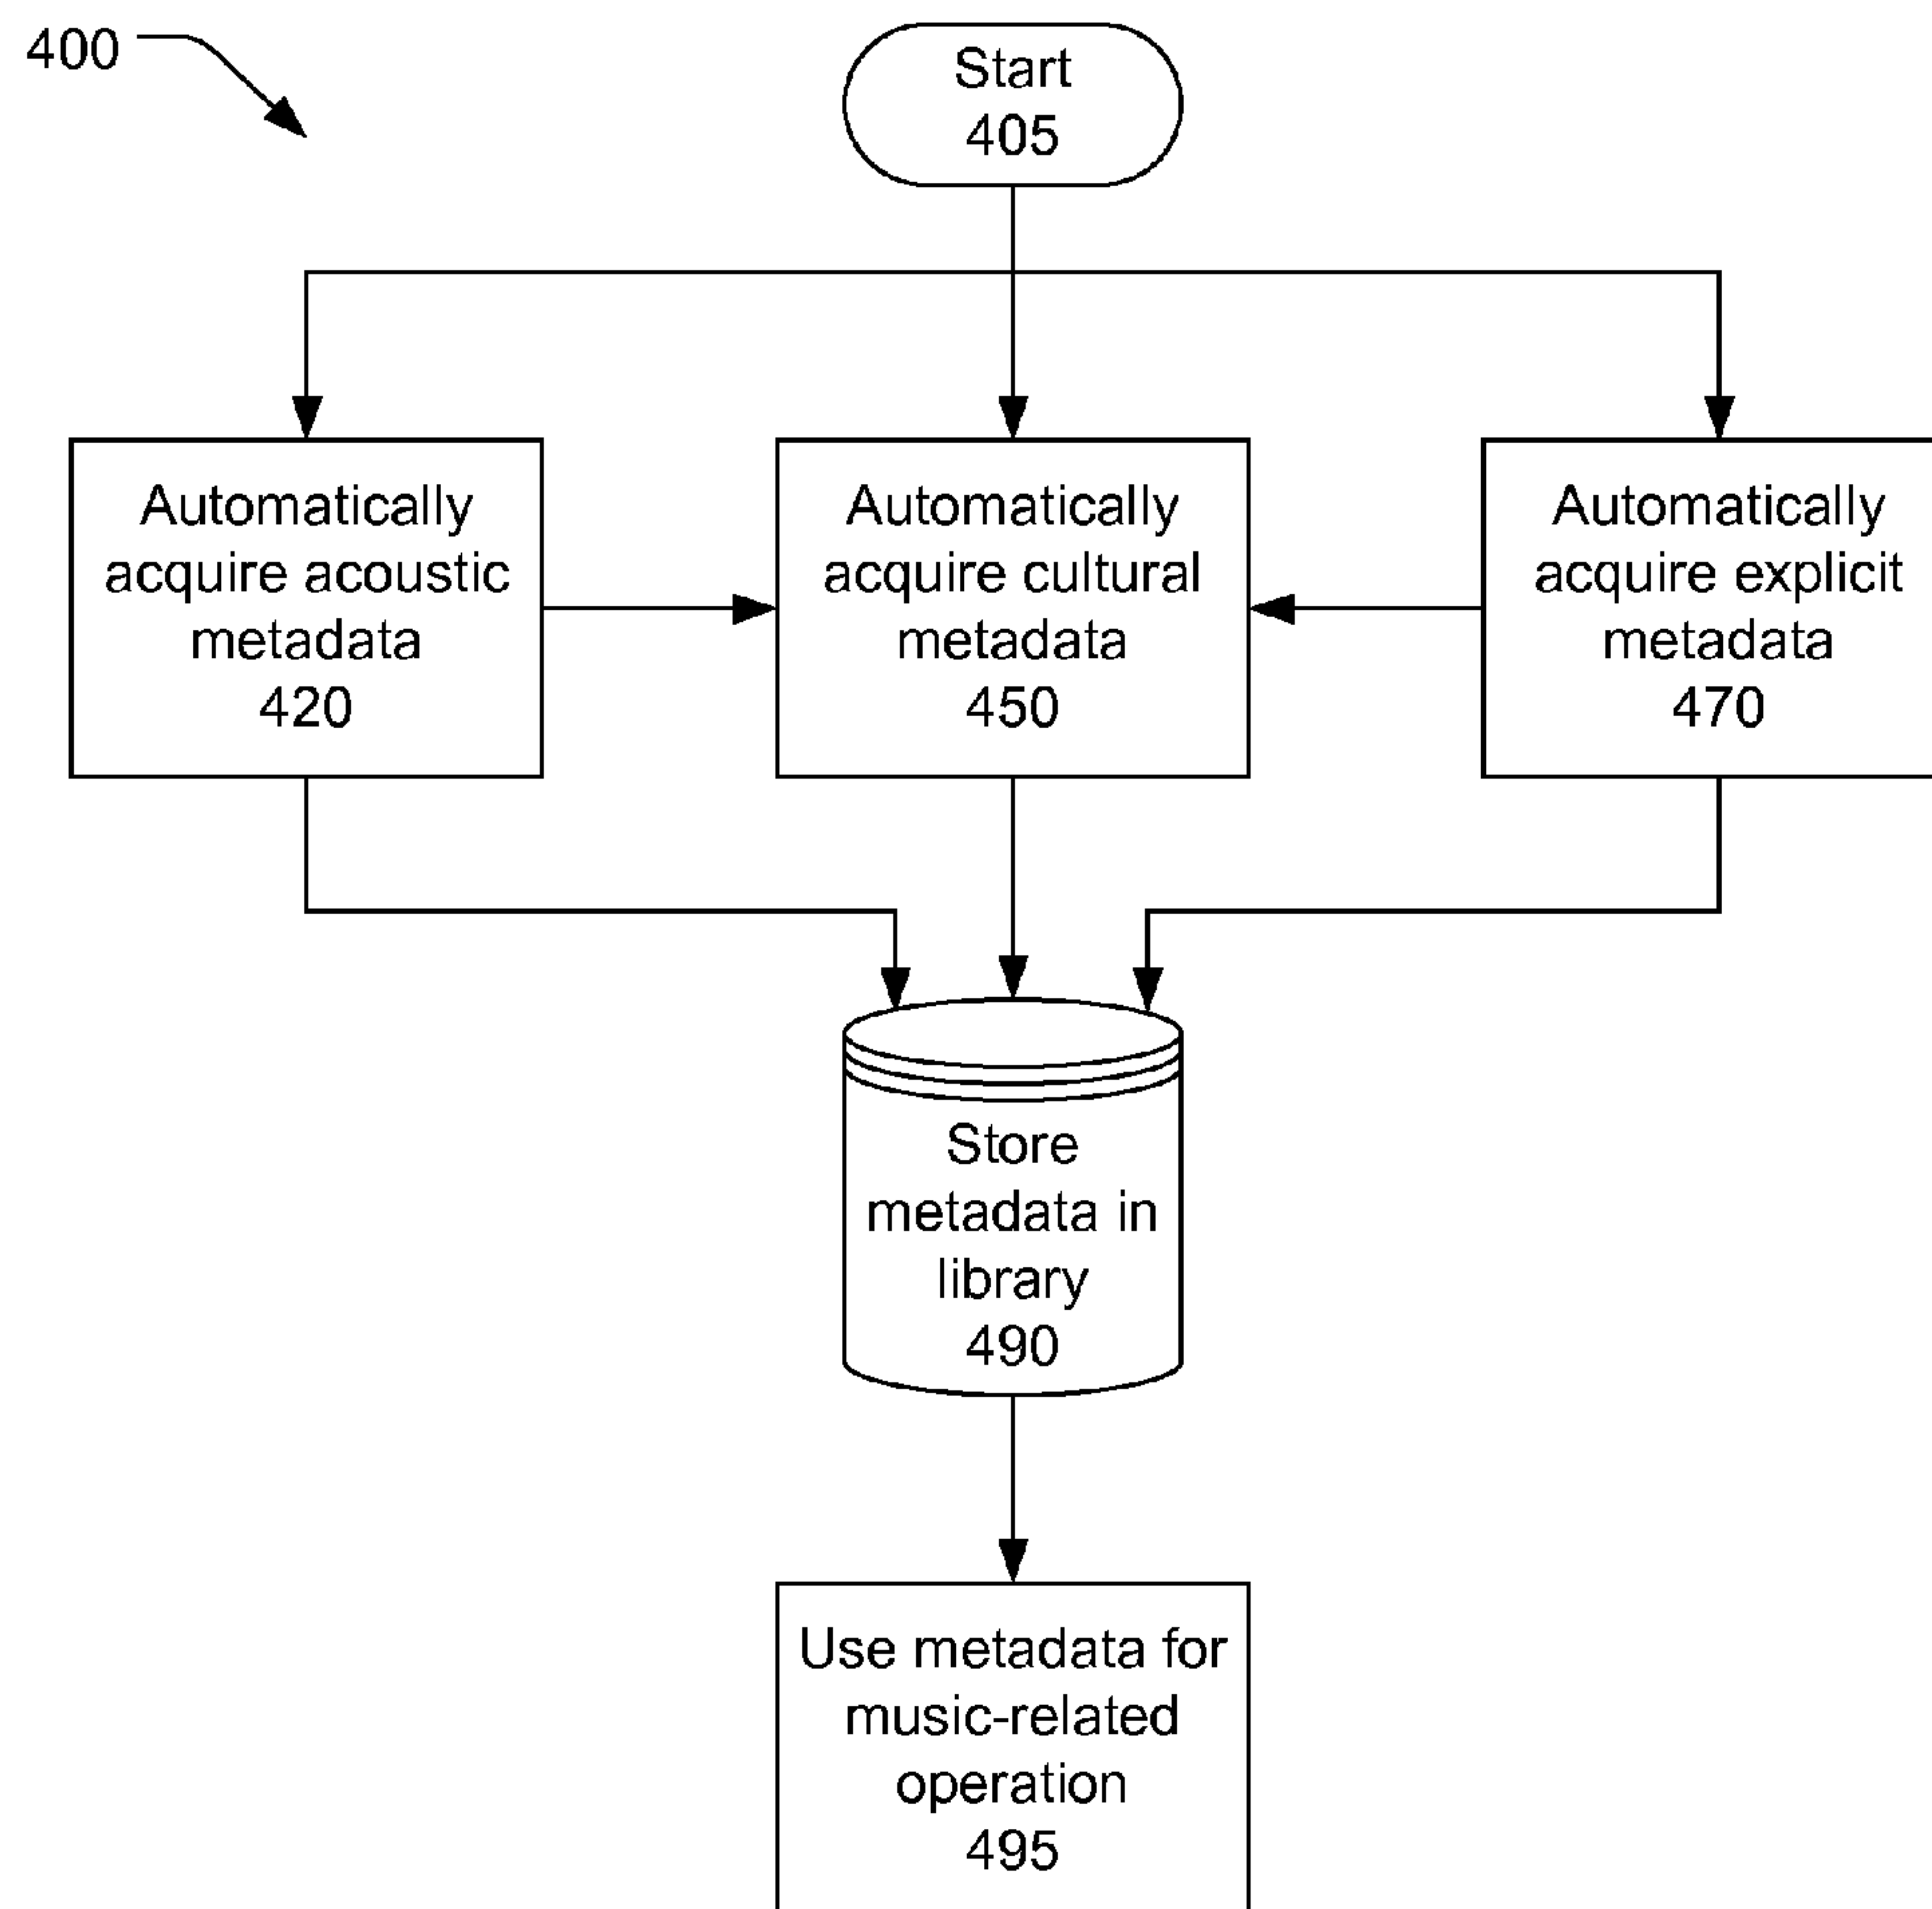 400
Start
405
Automatically
acquire acoustic
metadata
420
Automatically
acquire cultural
metadata
450
Automatically
acquire explicit
metadata
470
Store
metadata in
library
490
Use metadata for
music-related
operation
495